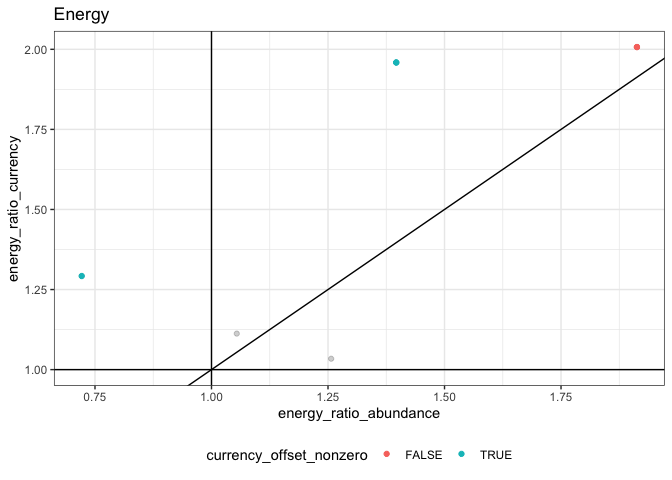 Energy
2.00
1.75
1.50
1.25
1.00
energy_ratio_currency
0.75
1.00
1.25
1.50
1.75
energy_ratio_abundance
currency_offset_nonzero FALSE TRUE